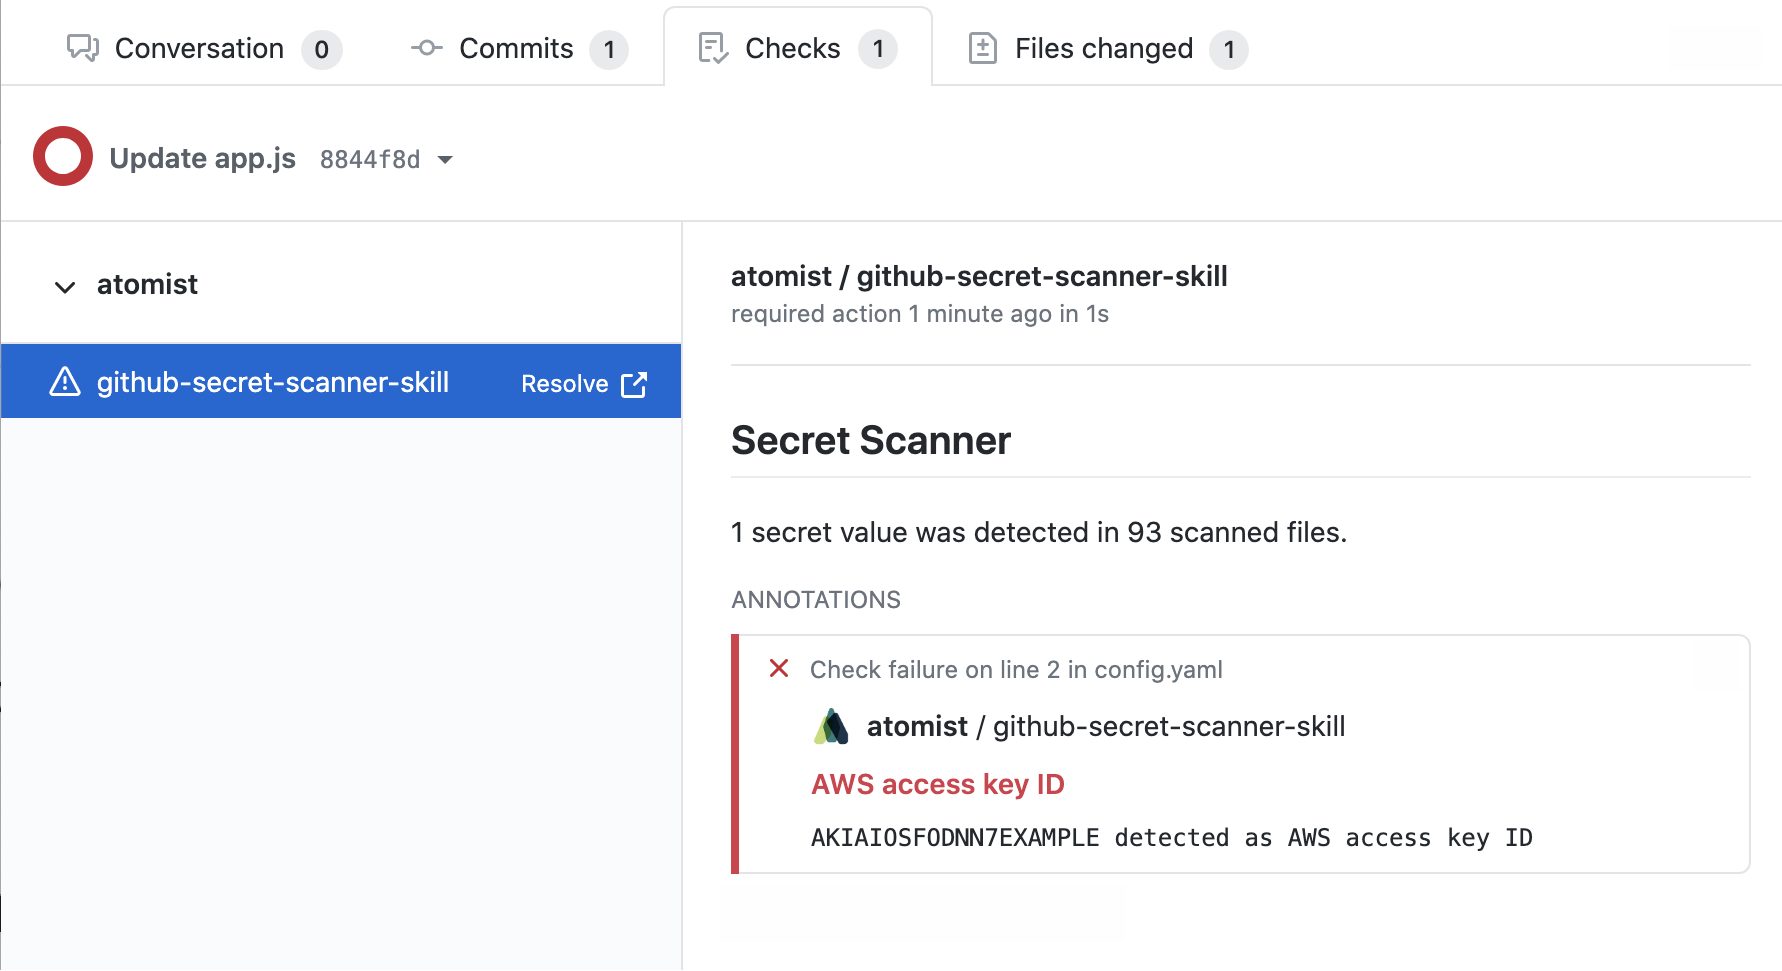 Conversation 0 Commits 1 Checks 1 Files changed 1
Update app.js 8844f8d
atomist
github-secret-scanner-skill Resolve
atomist / github-secret-scanner-skill
required action 1 minute ago in 1s
Secret Scanner
1 secret value was detected in 93 scanned files.
ANNOTATIONS
Check failure on line 2 in config.yaml
atomist / github-secret-scanner-skill
AWS access key ID
AKIAIOSFODNN7EXAMPLE detected as AWS access key ID